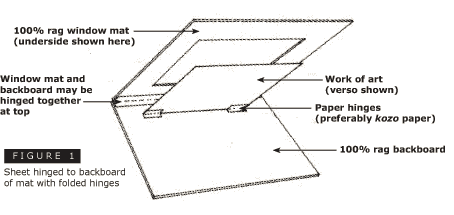 100% rag window mat
(underside shown here)
Window mat and
backboard may be
hinged together
at top
Work of art
(verso shown)
Paper hinges
(preferably kozo paper)
100% rag backboard
FIGURE 1
Sheet hinged to backboard
of mat with folded hinges